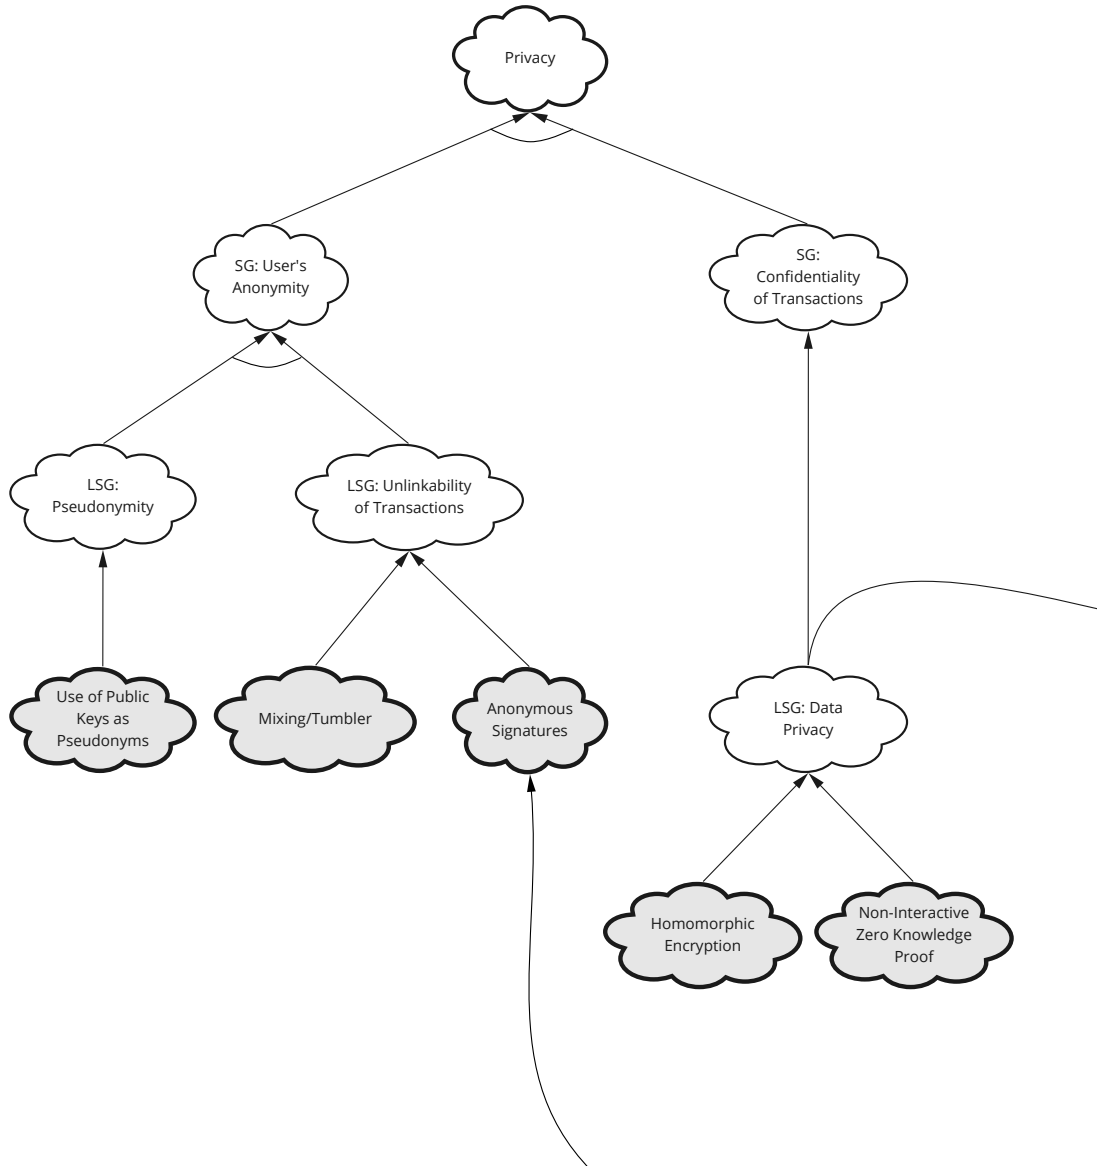 Privacy
SG: User's
Anonymity
SG:
Confidentiality
of Transactions
LSG:
Pseudonymity
LSG: Unlinkability
of Transactions
Use of Public
Keys as
Pseudonyms
Mixing/Tumbler
Anonymous
Signatures
LSG: Data
Privacy
Homomorphic
Encryption
Non-Interactive
Zero Knowledge
Proof